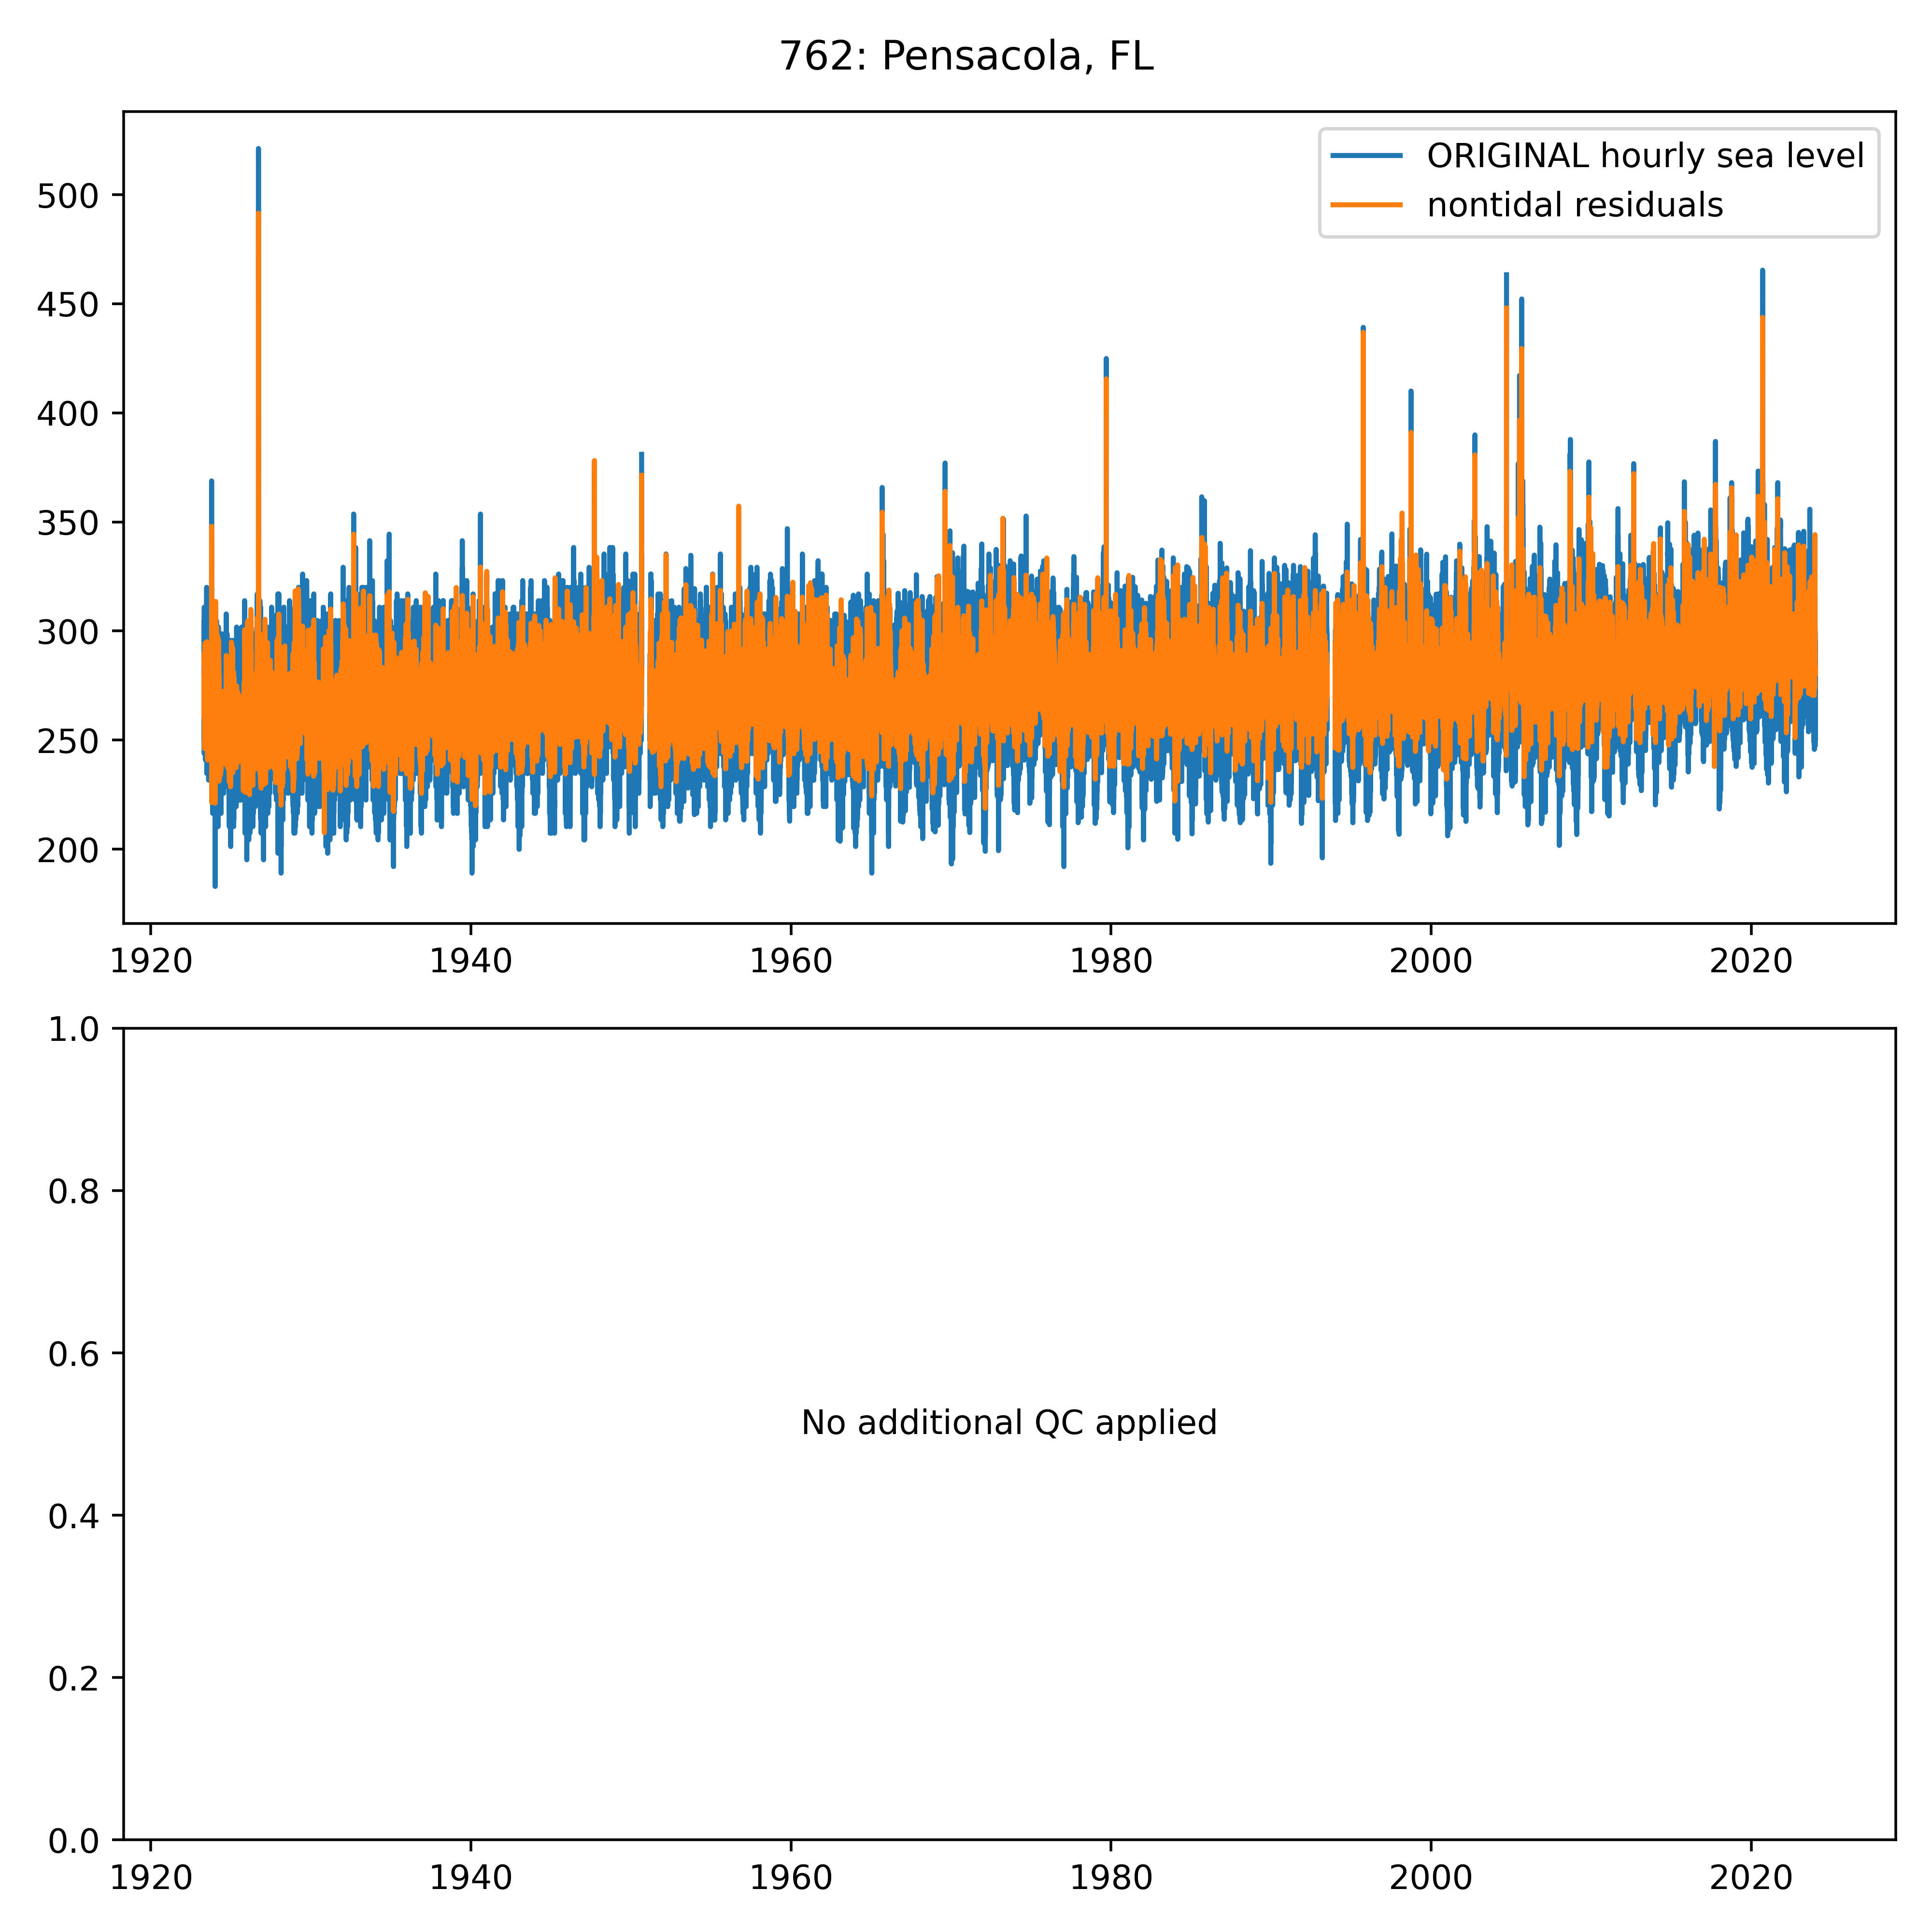 762: Pensacola, FL
ORIGINAL hourly sea level
nontidal residuals
500
450
400
350
300
250
200
1920 1940 1960 1980 2000 2020
1.0
0.8
0.6
No additional QC applied
0.4
0.2
0.0
1920 1940 1960 1980 2000 2020